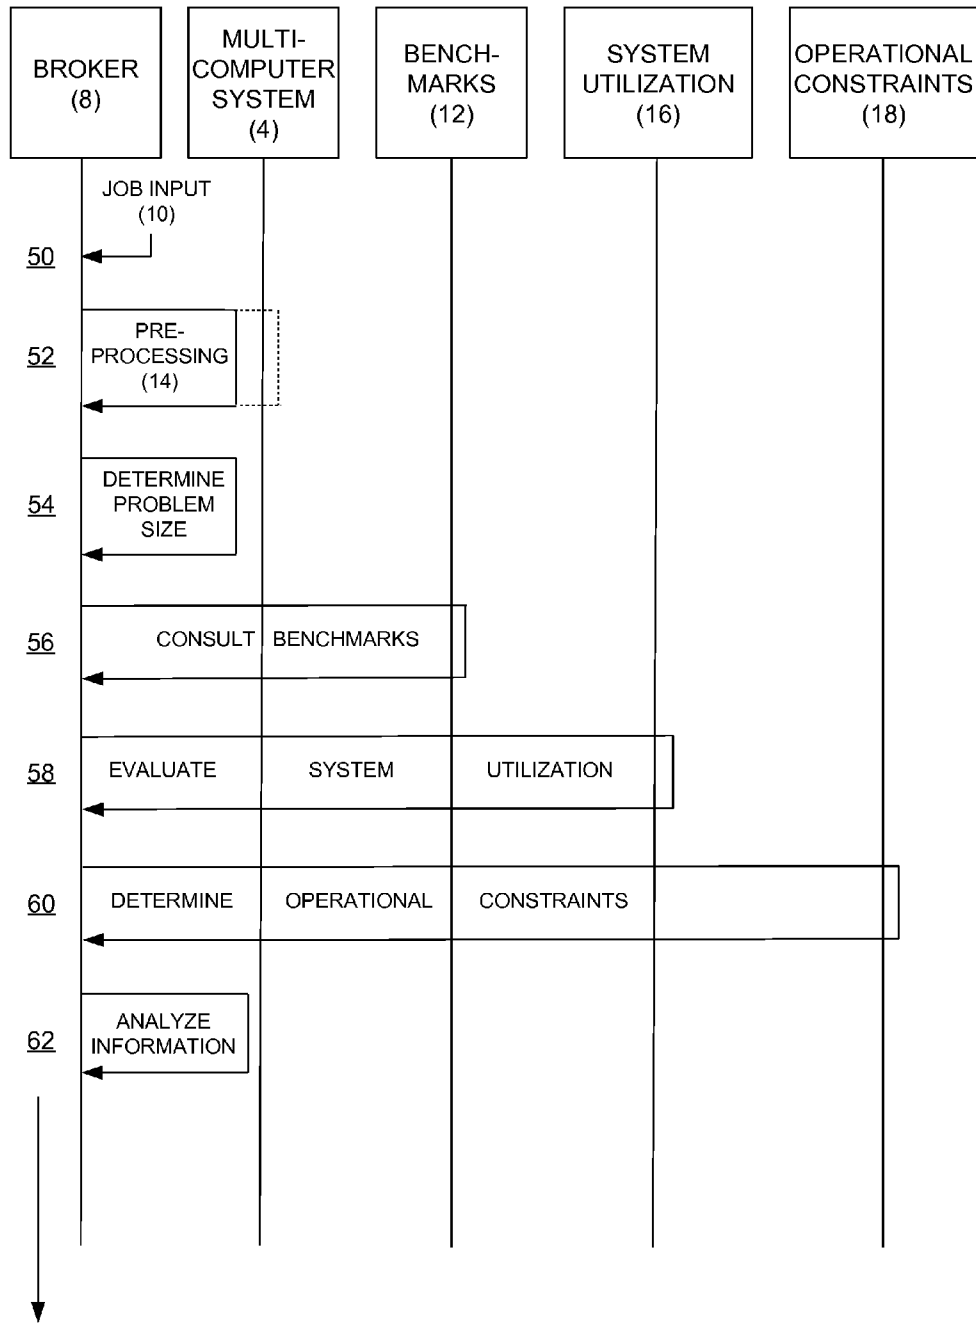 BROKER
(8)
MULTI-
COMPUTER
SYSTEM
(4)
BENCH-
MARKS
(12)
SYSTEM
UTILIZATION
(16)
OPERATIONAL
CONSTRAINTS
(18)
JOB INPUT
(10)
50
PRE-
PROCESSING
(14)
52
DETERMINE
PROBLEM
SIZE
54
CONSULT BENCHMARKS
56
EVALUATE SYSTEM UTILIZATION
58
DETERMINE OPERATIONAL CONSTRAINTS
60
ANALYZE
INFORMATION
62